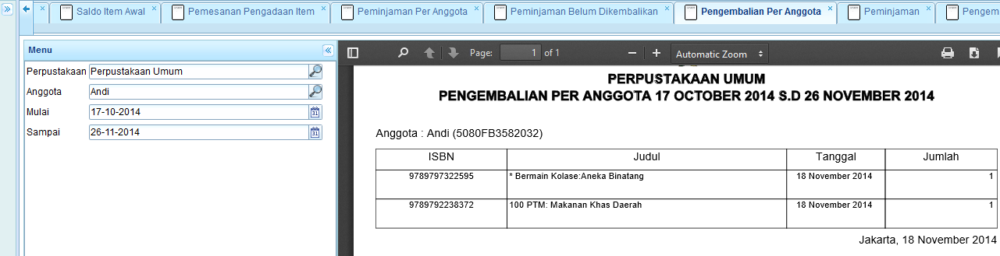 Saldo Item Awal Pemesanan Pengadaan Item Peminjaman Per Anggota Peminjaman Belum Dikembalikan Pengembalian Per Anggota Peminjaman Pengem
Menu
Page: 1 of 1 Automatic Zoom
Perpustakaan Perpustakaan Umum
Anggota Andi
Mulai 17-10-2014
Sampai 26-11-2014
PERPUSTAKAAN UMUM
PENGEMBALIAN PER ANGGOTA 17 OCTOBER 2014 S.D 26 NOVEMBER 2014
Anggota : Andi (5080FB3582032)
ISBN Judul Tanggal Jumlah
9789797322595 * Bermain Kolase:Aneka Binatang 18 November 2014 1
9789792238372 100 PTM: Makanan Khas Daerah 18 November 2014 1
Jakarta, 18 November 2014